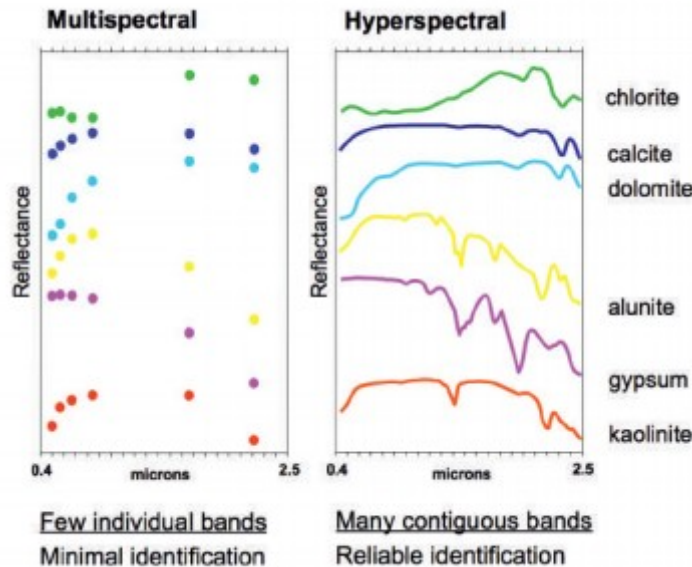 Multispectral
Hyperspectral
Reflectance
Reflectance
chlorite
calcite
dolomite
alunite
gypsum
kaolinite
0.4 microns 2.5
0.4 microns 2.5
Few individual bands
Minimal identification
Many contiguous bands
Reliable identification